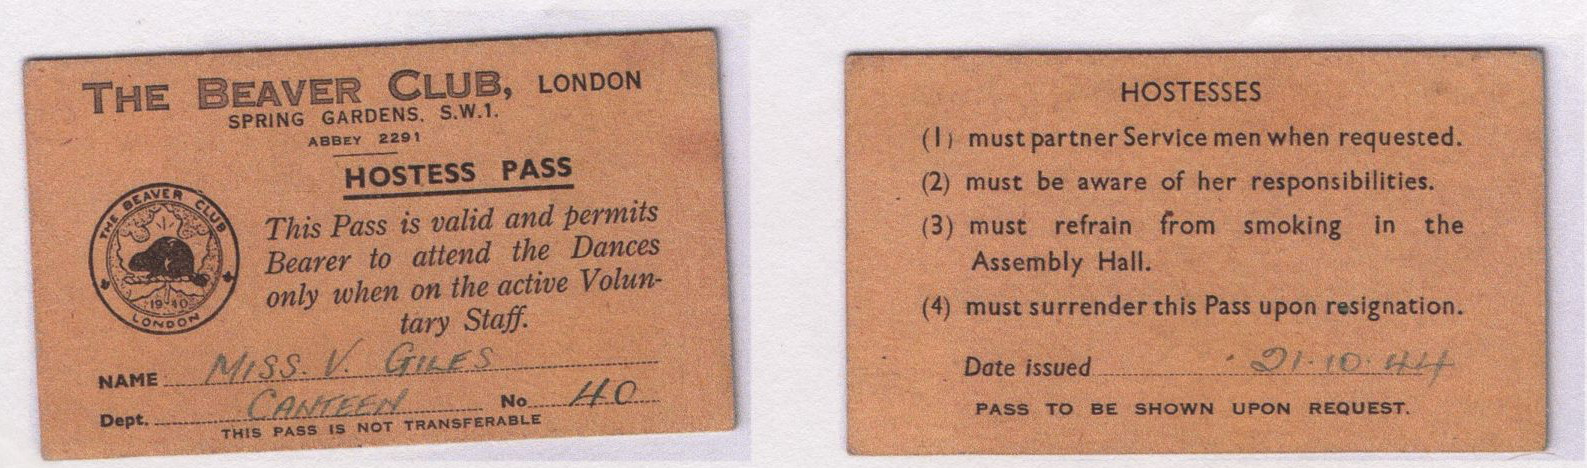 THE BEAVER CLUB, LONDON
SPRING GARDENS. S.W.1.
ABBEY 2291
HOSTESS PASS
THE BEAVER CLUB
1940
LONDON
This Pass is valid and permits
Bearer to attend the Dances
only when on the active Volun-
tary Staff.
NAME MISS. V. GILES
Dept. CANTEEN No. 40
THIS PASS IS NOT TRANSFERABLE
HOSTESSES
(1) must partner Service men when requested.
(2) must be aware of her responsibilities.
(3) must refrain from smoking in the
Assembly Hall.
(4) must surrender this Pass upon resignation.
Date issued 21·10·44
PASS TO BE SHOWN UPON REQUEST.